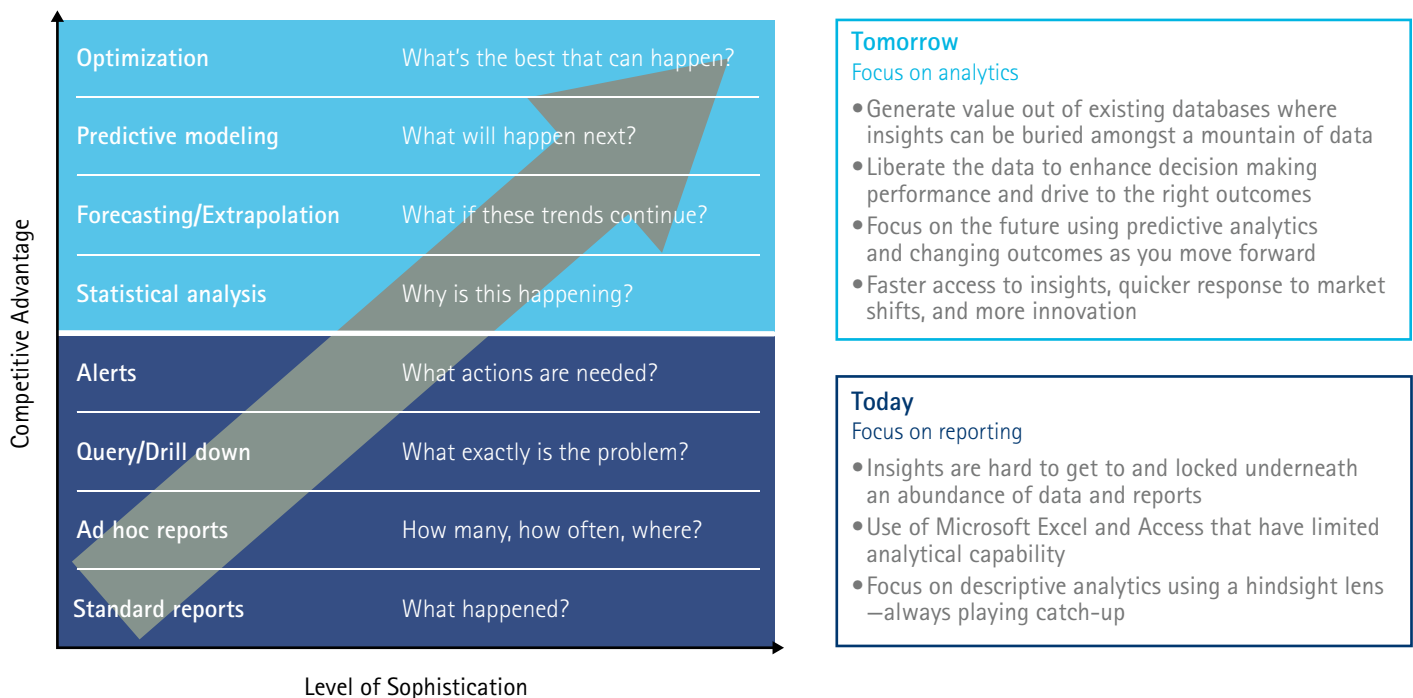 Competitive Advantage
Optimization What's the best that can happen?
Predictive modeling What will happen next?
Forecasting/Extrapolation What if these trends continue?
Statistical analysis Why is this happening?
Alerts What actions are needed?
Query/Drill down What exactly is the problem?
Ad hoc reports How many, how often, where?
Standard reports What happened?
Level of Sophistication
Tomorrow
Focus on analytics
• Generate value out of existing databases where
insights can be buried amongst a mountain of data
• Liberate the data to enhance decision making
performance and drive to the right outcomes
• Focus on the future using predictive analytics
and changing outcomes as you move forward
• Faster access to insights, quicker response to market
shifts, and more innovation
Today
Focus on reporting
• Insights are hard to get to and locked underneath
an abundance of data and reports
• Use of Microsoft Excel and Access that have limited
analytical capability
• Focus on descriptive analytics using a hindsight lens
—always playing catch-up